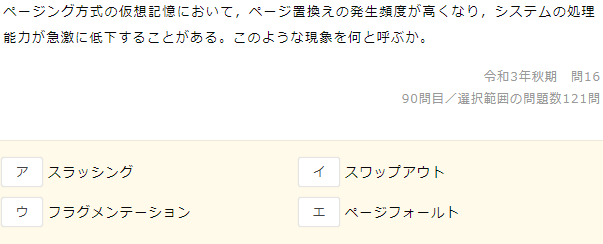 ページング方式の仮想記憶において，ページ置換えの発生頻度が高くなり，システムの処理
能力が急激に低下することがある。このような現象を何と呼ぶか。
令和3年秋期　問16
90問目／選択範囲の問題数121問
ア スラッシング
イ スワップアウト
ウ フラグメンテーション
エ ページフォールト